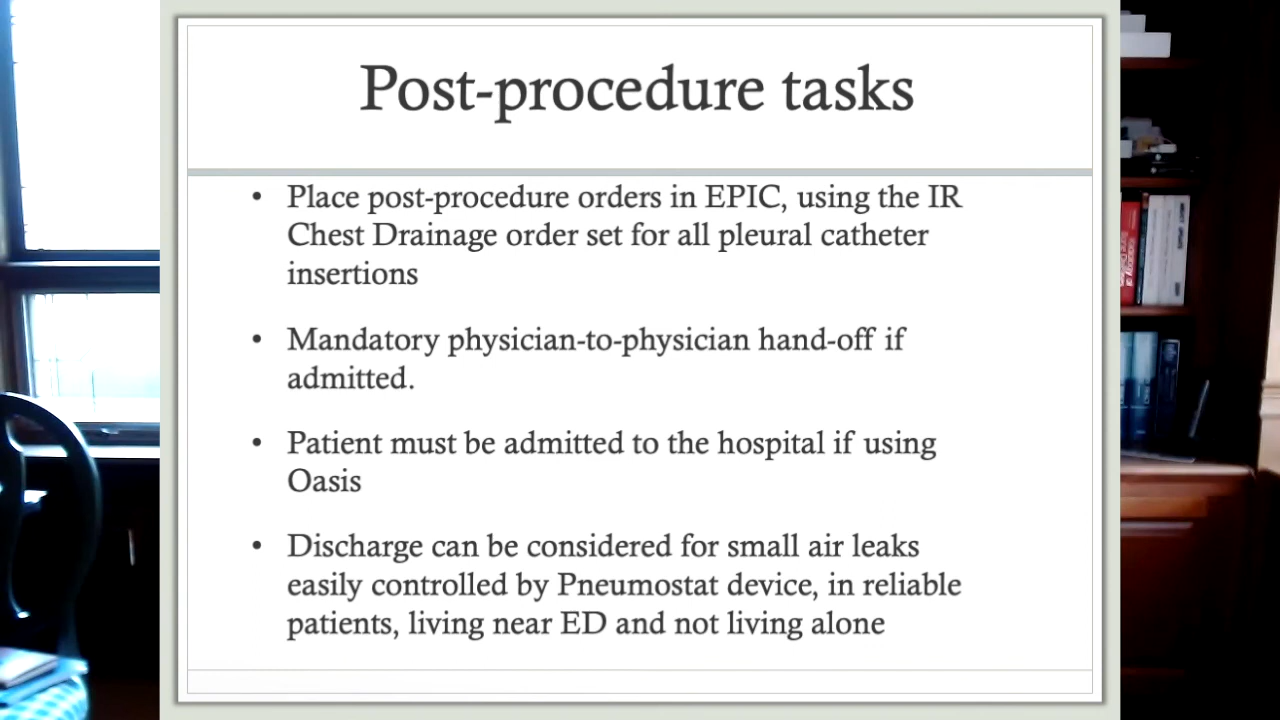 Post-procedure tasks
• Place post-procedure orders in EPIC, using the IR
Chest Drainage order set for all pleural catheter
insertions
• Mandatory physician-to-physician hand-off if
admitted.
• Patient must be admitted to the hospital if using
Oasis
• Discharge can be considered for small air leaks
easily controlled by Pneumostat device, in reliable
patients, living near ED and not living alone